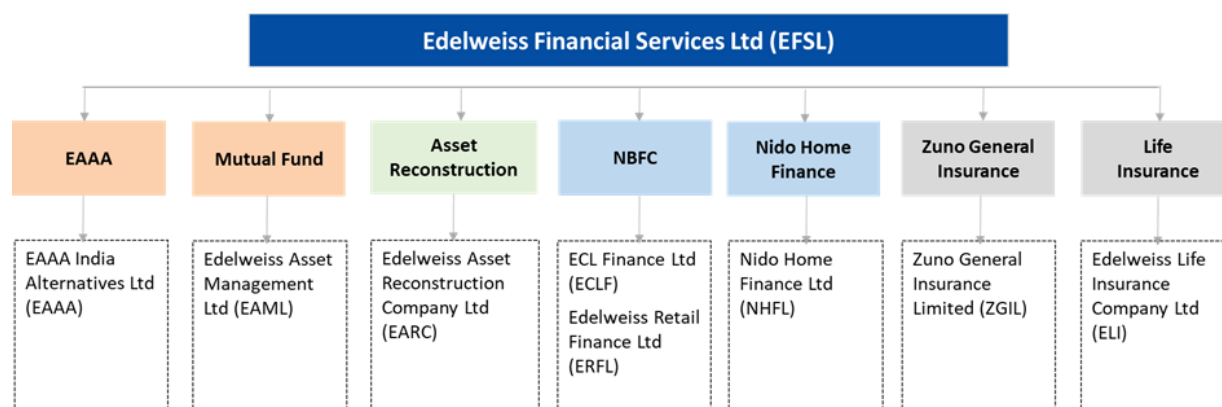 Edelweiss Financial Services Ltd (EFSL)
EAAA
Mutual Fund
Asset
Reconstruction
NBFC
Nido Home
Finance
Zuno General
Insurance
Life
Insurance
EAAA India
Alternatives Ltd
(EAAA)
Edelweiss Asset
Management
Ltd (EAML)
Edelweiss Asset
Reconstruction
Company Ltd
(EARC)
ECL Finance Ltd
(ECLF)
Edelweiss Retail
Finance Ltd
(ERFL)
Nido Home
Finance Ltd
(NHFL)
Zuno General
Insurance
Limited (ZGIL)
Edelweiss Life
Insurance
Company Ltd
(ELI)